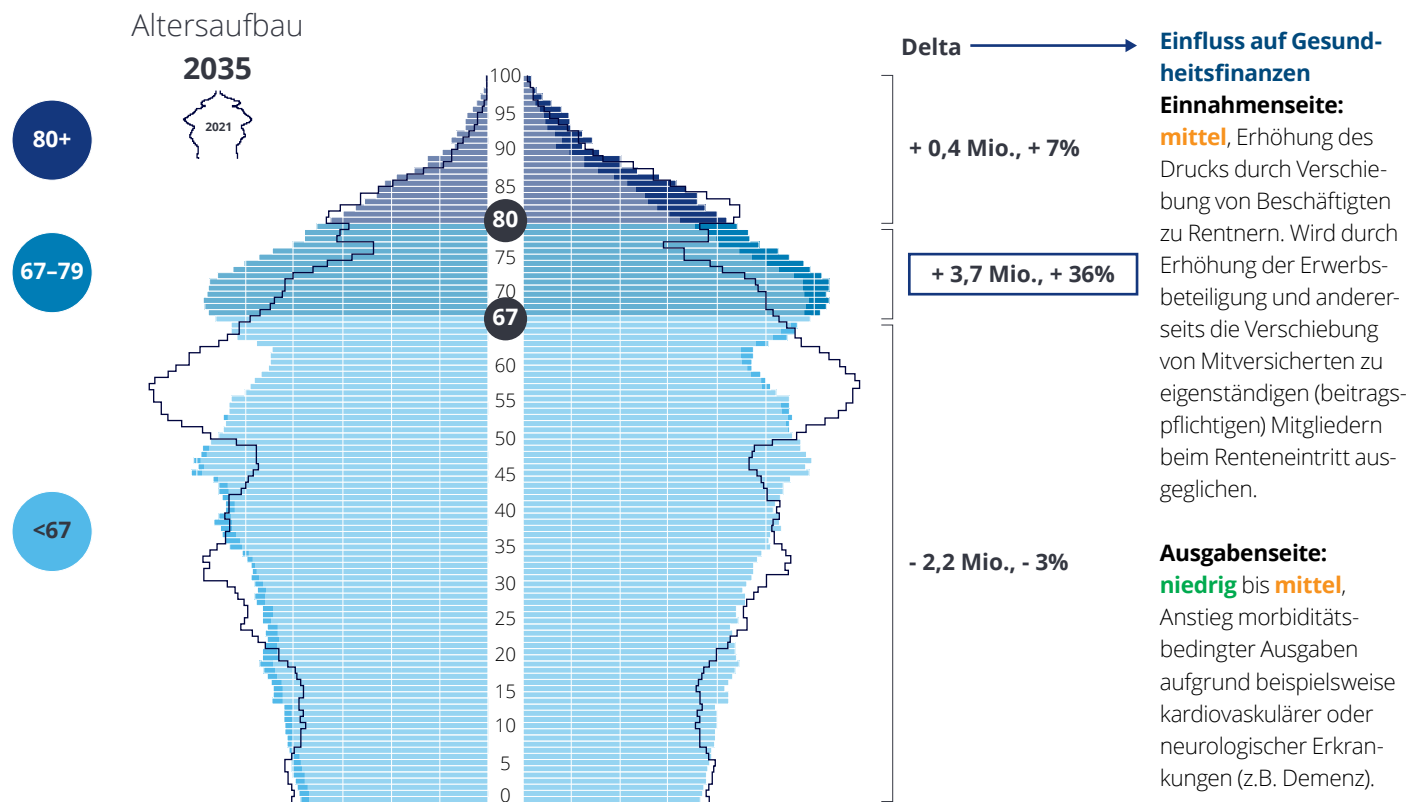 Altersaufbau
2035
2021
80+
67–79
<67
100
95
90
85
80
75
70
67
60
55
50
45
40
35
30
25
20
15
10
5
0
Delta
+ 0,4 Mio., + 7%
+ 3,7 Mio., + 36%
- 2,2 Mio., - 3%
Einfluss auf Gesund-
heitsfinanzen
Einnahmenseite:
mittel, Erhöhung des
Drucks durch Verschie-
bung von Beschäftigten
zu Rentnern. Wird durch
Erhöhung der Erwerbs-
beteiligung und anderer-
seits die Verschiebung
von Mitversicherten zu
eigenständigen (beitrags-
pflichtigen) Mitgliedern
beim Renteneintritt aus-
geglichen.
Ausgabenseite:
niedrig bis mittel,
Anstieg morbiditäts-
bedingter Ausgaben
aufgrund beispielsweise
kardiovaskulärer oder
neurologischer Erkran-
kungen (z.B. Demenz).